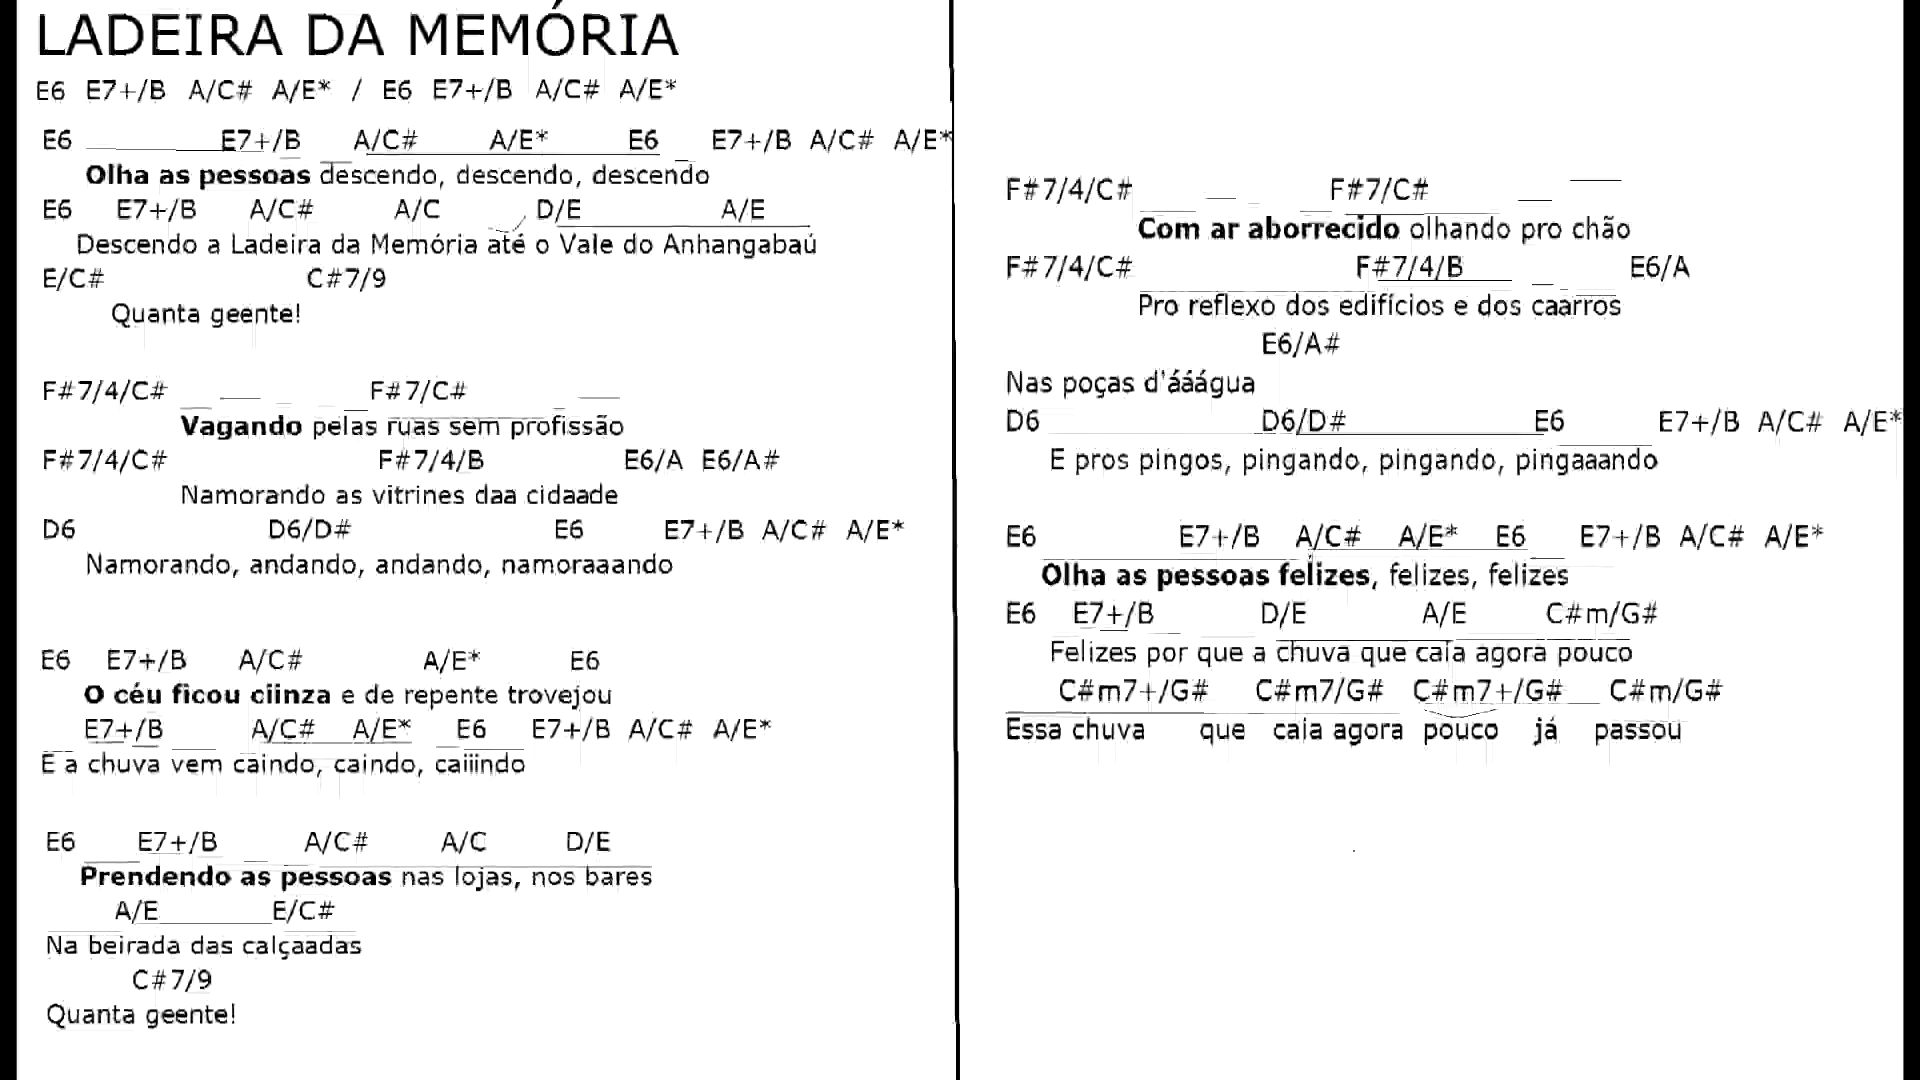 LADEIRA DA MEMÓRIA
E6 E7+/B A/C# A/E* / E6 E7+/B A/C# A/E*
E6 E7+/B A/C# A/E* E6 E7+/B A/C# A/E*
Olha as pessoas descendo, descendo, descendo
E6 E7+/B A/C# A/C D/E A/E
Descendo a Ladeira da Memória até o Vale do Anhangabaú
E/C# C#7/9
Quanta geente!
F#7/4/C# F#7/C#
Vagando pelas ruas sem profissão
F#7/4/C# F#7/4/B E6/A E6/A#
Namorando as vitrines daa cidaade
D6 D6/D# E6 E7+/B A/C# A/E*
Namorando, andando, andando, namoraaando
E6 E7+/B A/C# A/E* E6
O céu ficou ciinza e de repente trovejou
E7+/B A/C# A/E* E6 E7+/B A/C# A/E*
E a chuva vem caindo, caindo, caiiindo
E6 E7+/B A/C# A/C D/E
Prendendo as pessoas nas lojas, nos bares
A/E E/C#
Na beirada das calçaadas
C#7/9
Quanta geente!
F#7/4/C# F#7/C#
Com ar aborrecido olhando pro chão
F#7/4/C# F#7/4/B E6/A
Pro reflexo dos edifícios e dos caarros
E6/A#
Nas poças d'ááágua
D6 D6/D# E6 E7+/B A/C# A/E*
E pros pingos, pingando, pingando, pingaaando
E6 E7+/B A/C# A/E* E6 E7+/B A/C# A/E*
Olha as pessoas felizes, felizes, felizes
E6 E7+/B D/E A/E C#m/G#
Felizes por que a chuva que caía agora pouco
C#m7+/G# C#m7/G# C#m7+/G# C#m/G#
Essa chuva que caia agora pouco já passou